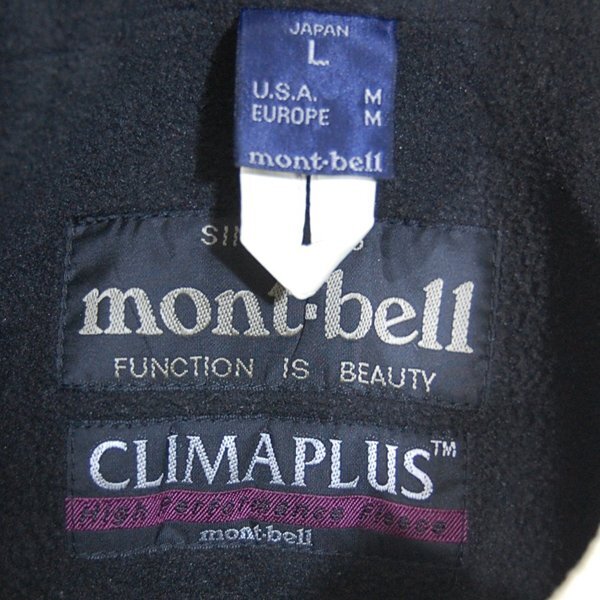 JAPAN
L
U.S.A. M
EUROPE M
mont·bell
mont·bell
FUNCTION IS BEAUTY
CLIMAPLUS™
High Performance Fleece
mont·bell